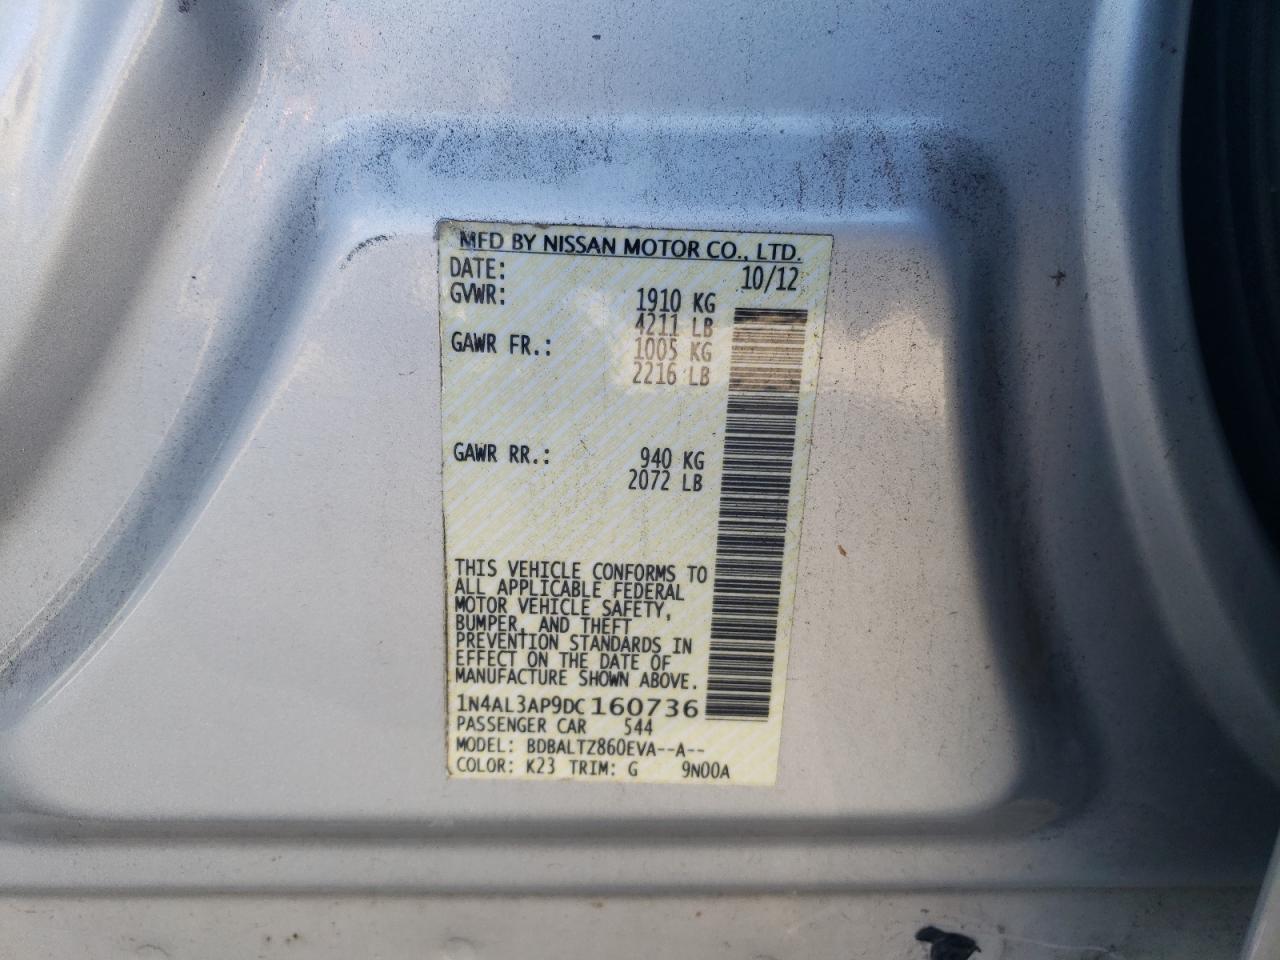 MFD BY NISSAN MOTOR CO., LTD.
DATE: 10/12
GVWR: 1910 KG
4211 LB
GAWR FR.: 1005 KG
2216 LB
GAWR RR.: 940 KG
2072 LB
THIS VEHICLE CONFORMS TO
ALL APPLICABLE FEDERAL
MOTOR VEHICLE SAFETY,
BUMPER, AND THEFT
PREVENTION STANDARDS IN
EFFECT ON THE DATE OF
MANUFACTURE SHOWN ABOVE.
1N4AL3AP9DC160736
PASSENGER CAR 544
MODEL: BDBALTZ860EVA--A--
COLOR: K23 TRIM: G 9N00A